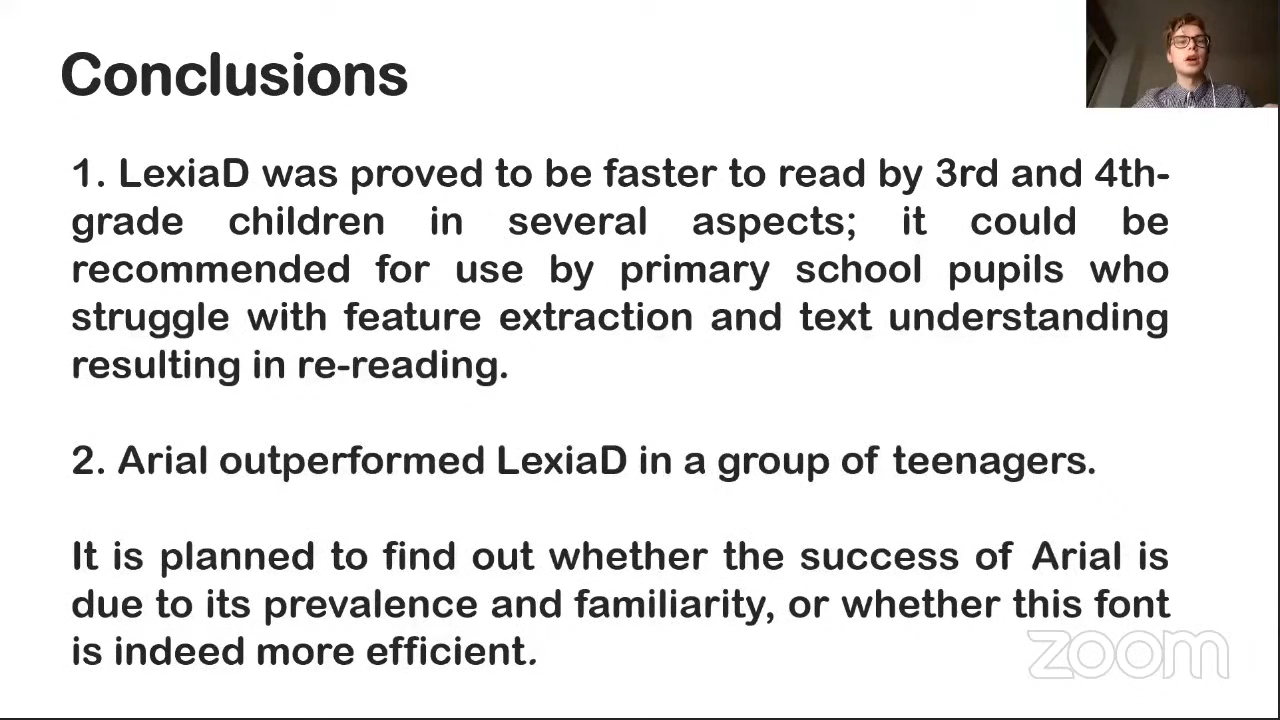 Conclusions
1. LexiaD was proved to be faster to read by 3rd and 4th-
grade children in several aspects; it could be
recommended for use by primary school pupils who
struggle with feature extraction and text understanding
resulting in re-reading.
2. Arial outperformed LexiaD in a group of teenagers.
It is planned to find out whether the success of Arial is
due to its prevalence and familiarity, or whether this font
is indeed more efficient.
zoom